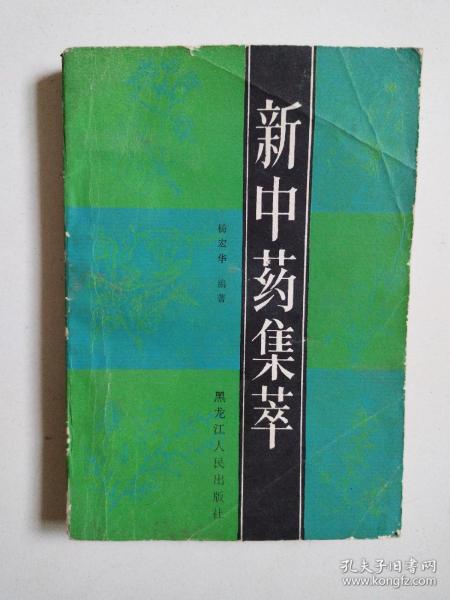 新中药集萃
杨宏华 编著
黑龙江人民出版社
孔夫子旧书网
www.kongfz.com